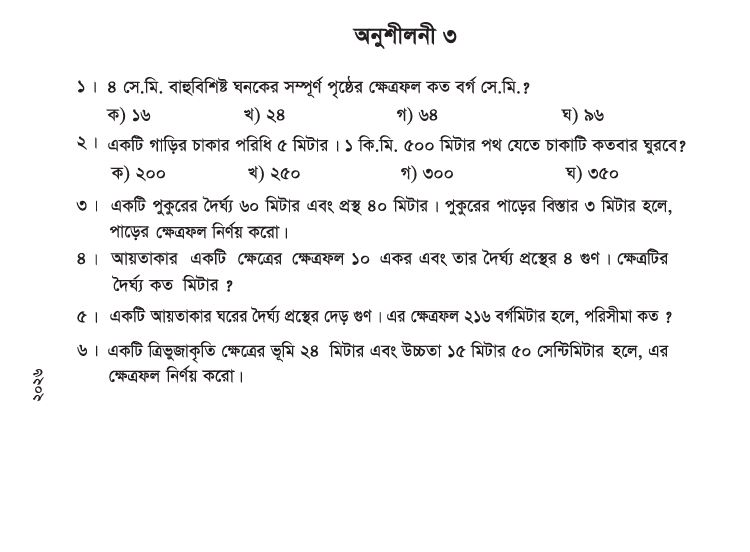 অনুশীলনী ৩
১। ৪ সে.মি. বাহুবিশিষ্ট ঘনকের সম্পূর্ণ পৃষ্ঠের ক্ষেত্রফল কত বর্গ সে.মি.?
ক) ১৬ খ) ২৪ গ) ৬৪ ঘ) ৯৬
২। একটি গাড়ির চাকার পরিধি ৫ মিটার। ১ কি.মি. ৫০০ মিটার পথ যেতে চাকাটি কতবার ঘুরবে?
ক) ২০০ খ) ২৫০ গ) ৩০০ ঘ) ৩৫০
৩। একটি পুকুরের দৈর্ঘ্য ৬০ মিটার এবং প্রস্থ ৪০ মিটার। পুকুরের পাড়ের বিস্তার ৩ মিটার হলে,
পাড়ের ক্ষেত্রফল নির্ণয় করো।
৪। আয়তাকার একটি ক্ষেত্রের ক্ষেত্রফল ১০ একর এবং তার দৈর্ঘ্য প্রস্থের ৪ গুণ। ক্ষেত্রটির
দৈর্ঘ্য কত মিটার ?
৫। একটি আয়তাকার ঘরের দৈর্ঘ্য প্রস্থের দেড় গুণ। এর ক্ষেত্রফল ২১৬ বর্গমিটার হলে, পরিসীমা কত ?
৬। একটি ত্রিভুজাকৃতি ক্ষেত্রের ভূমি ২৪ মিটার এবং উচ্চতা ১৫ মিটার ৫০ সেন্টিমিটার হলে, এর
ক্ষেত্রফল নির্ণয় করো।
২০২৬